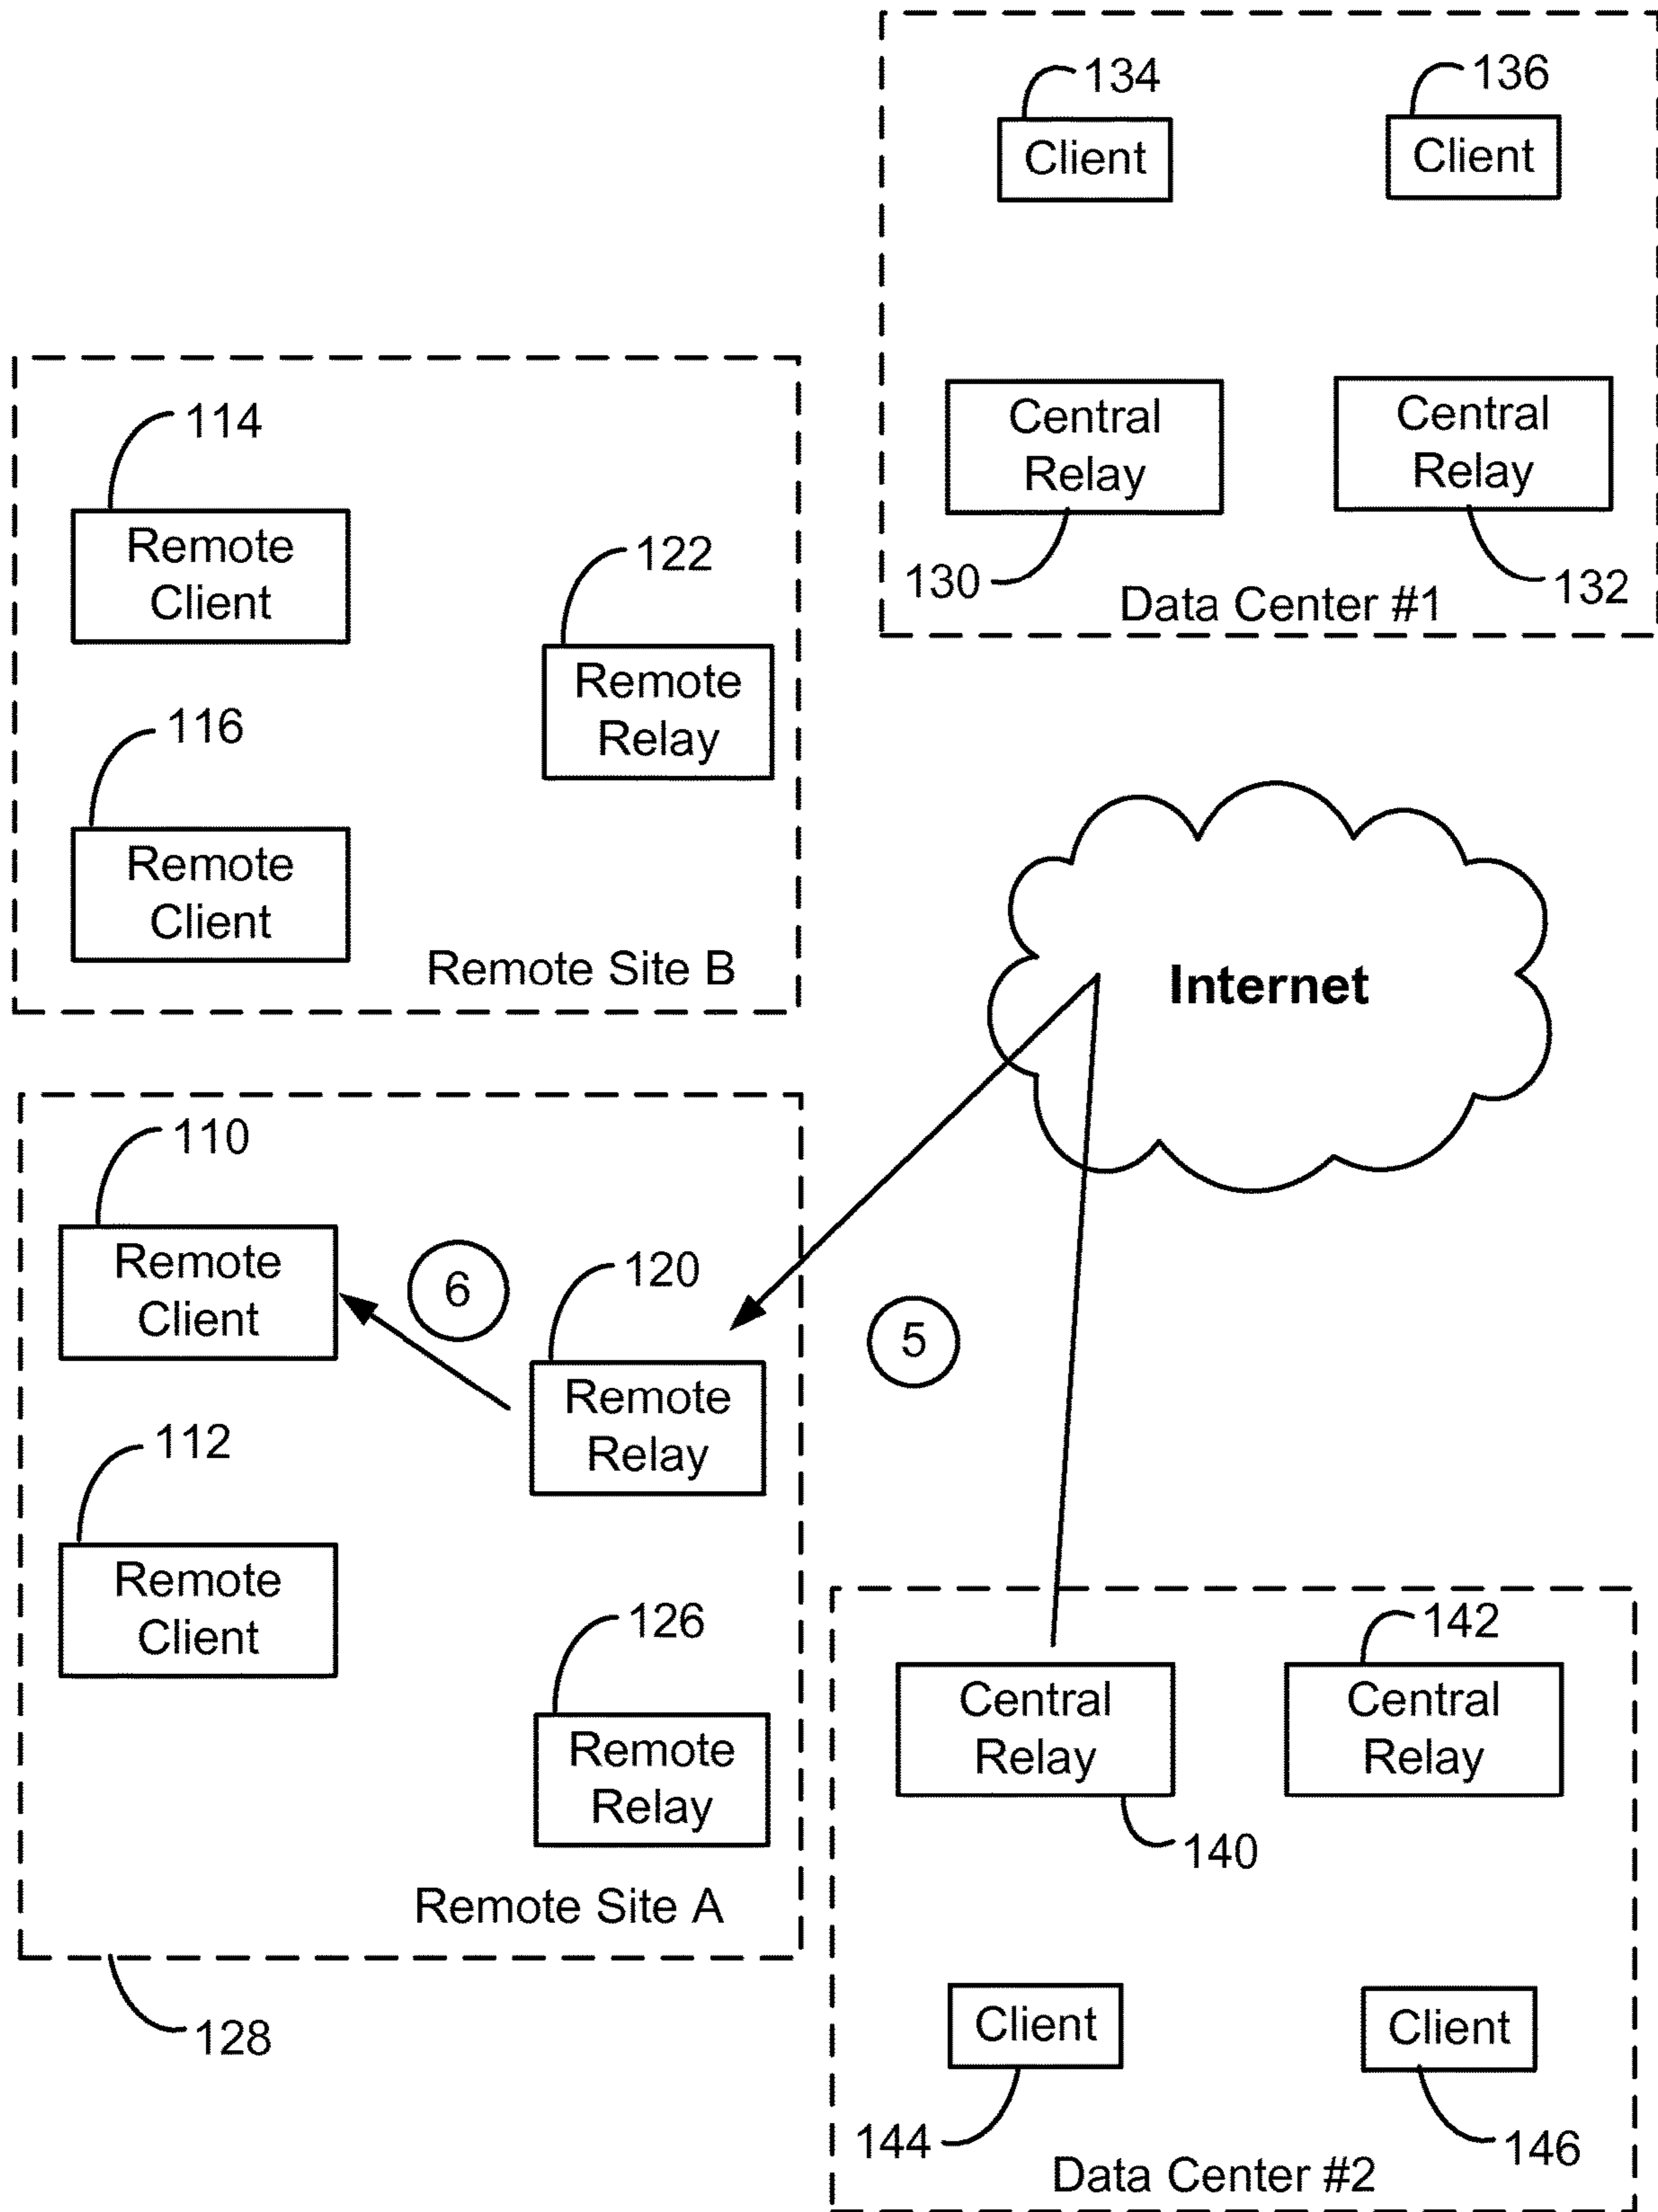 134
136
Client
Client
Central
Relay
Central
Relay
130
132
Data Center #1
114
Remote
Client
122
Remote
Relay
116
Remote
Client
Remote Site B
Internet
110
Remote
Client
6
120
Remote
Relay
5
112
Remote
Client
126
Remote
Relay
Remote Site A
128
142
Central
Relay
Central
Relay
140
Client
Client
144
146
Data Center #2